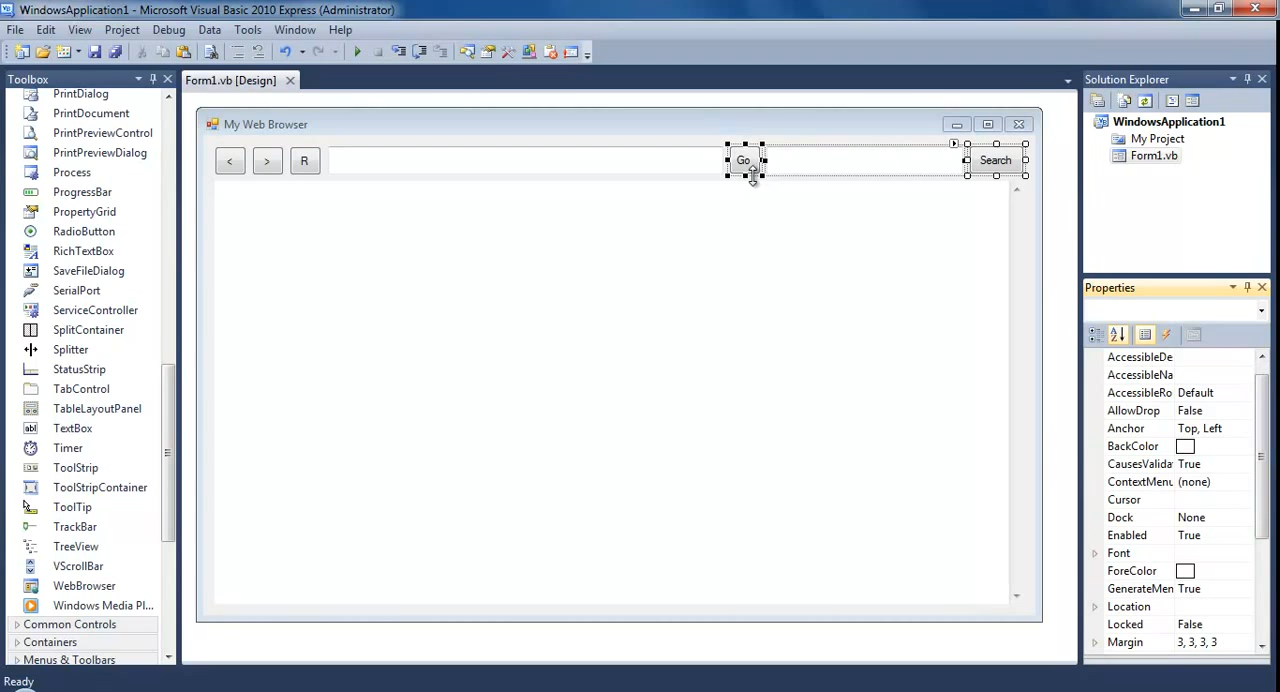 WindowsApplication1 - Microsoft Visual Basic 2010 Express (Administrator)
File Edit View Project Debug Data Tools Window Help
Toolbox
PrintDialog
PrintDocument
PrintPreviewControl
PrintPreviewDialog
Process
ProgressBar
PropertyGrid
RadioButton
RichTextBox
SaveFileDialog
SerialPort
ServiceController
SplitContainer
Splitter
StatusStrip
TabControl
TableLayoutPanel
TextBox
Timer
ToolStrip
ToolStripContainer
ToolTip
TrackBar
TreeView
VScrollBar
WebBrowser
Windows Media Pl...
Common Controls
Containers
Menus & Toolbars
Form1.vb [Design]
My Web Browser
< > R Go Search
Solution Explorer
WindowsApplication1
My Project
Form1.vb
Properties
AccessibleDe
AccessibleNa
AccessibleRo Default
AllowDrop False
Anchor Top, Left
BackColor
CausesValida True
ContextMenu (none)
Cursor
Dock None
Enabled True
Font
ForeColor
GenerateMen True
Location
Locked False
Margin 3, 3, 3, 3
Ready